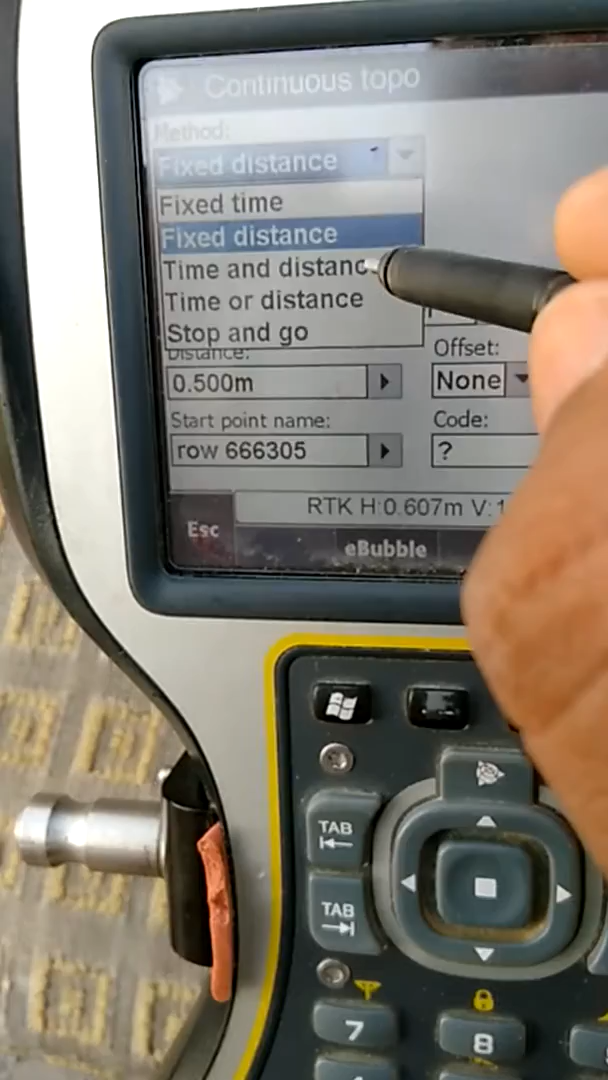 Continuous topo
Method:
Fixed distance
Fixed time
Fixed distance
Time and distanc
Time or distance
Stop and go
Distance:
Offset:
0.500m
None
Start point name:
Code:
row 666305
?
RTK H:0.607m V:1
Esc
eBubble
TAB
TAB
7
8